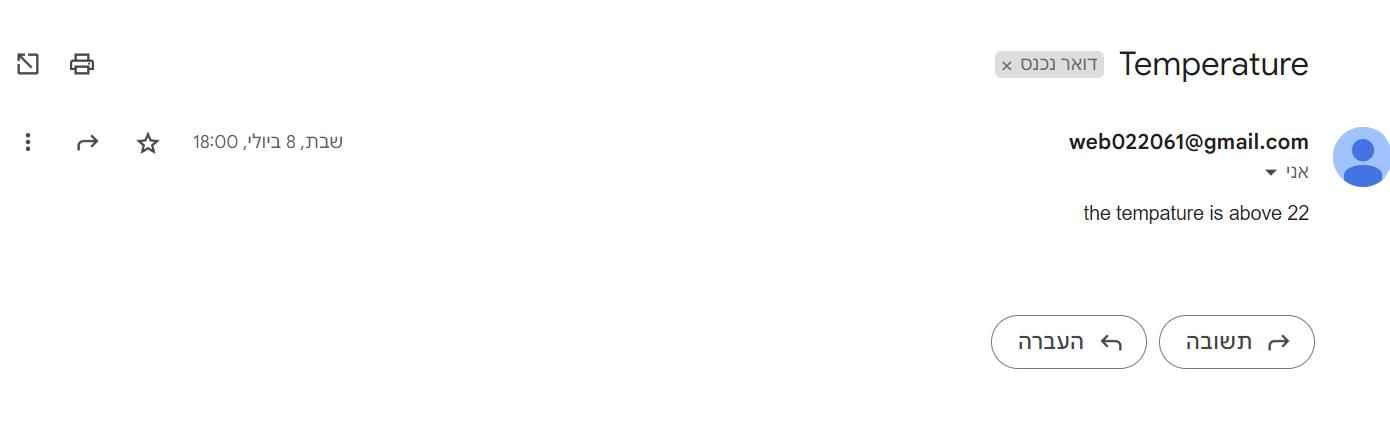 Temperature דואר נכנס ×
web022061@gmail.com
שבת, 8 ביולי, 18:00
אני
the tempature is above 22
תשובה
העברה